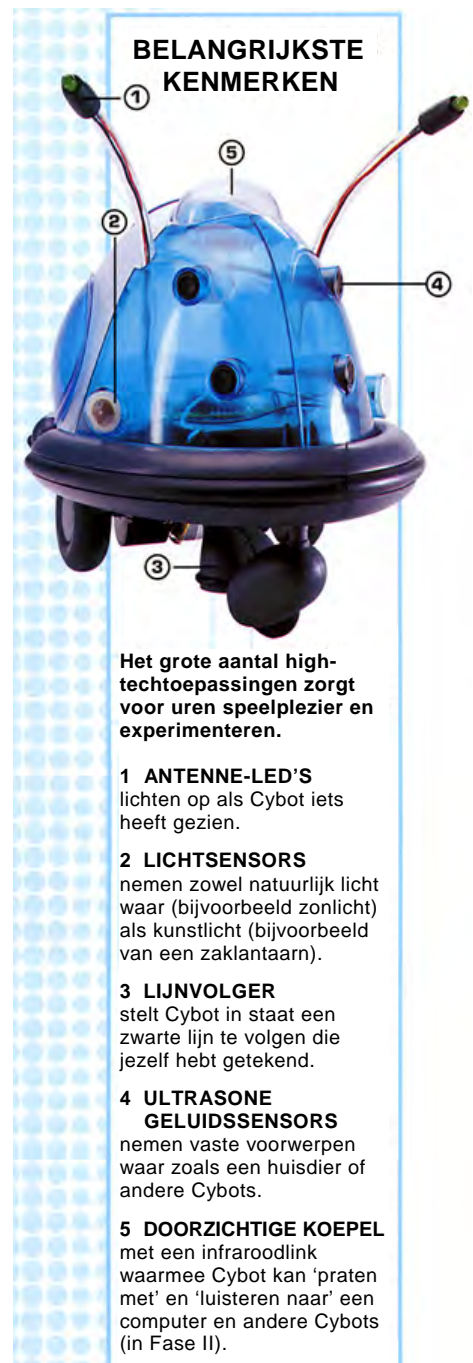 BELANGRIJKSTE
KENMERKEN
1
5
2
4
3
Het grote aantal high-
techtoepassingen zorgt
voor uren speelplezier en
experimenteren.
1 ANTENNE-LED'S
lichten op als Cybot iets
heeft gezien.
2 LICHTSENSORS
nemen zowel natuurlijk licht
waar (bijvoorbeeld zonlicht)
als kunstlicht (bijvoorbeeld
van een zaklantaarn).
3 LIJNVOLGER
stelt Cybot in staat een
zwarte lijn te volgen die
jezelf hebt getekend.
4 ULTRASONE
GELUIDSSENSORS
nemen vaste voorwerpen
waar zoals een huisdier of
andere Cybots.
5 DOORZICHTIGE KOEPEL
met een infraroodlink
waarmee Cybot kan ‘praten
met’ en ‘luisteren naar’ een
computer en andere Cybots
(in Fase II).